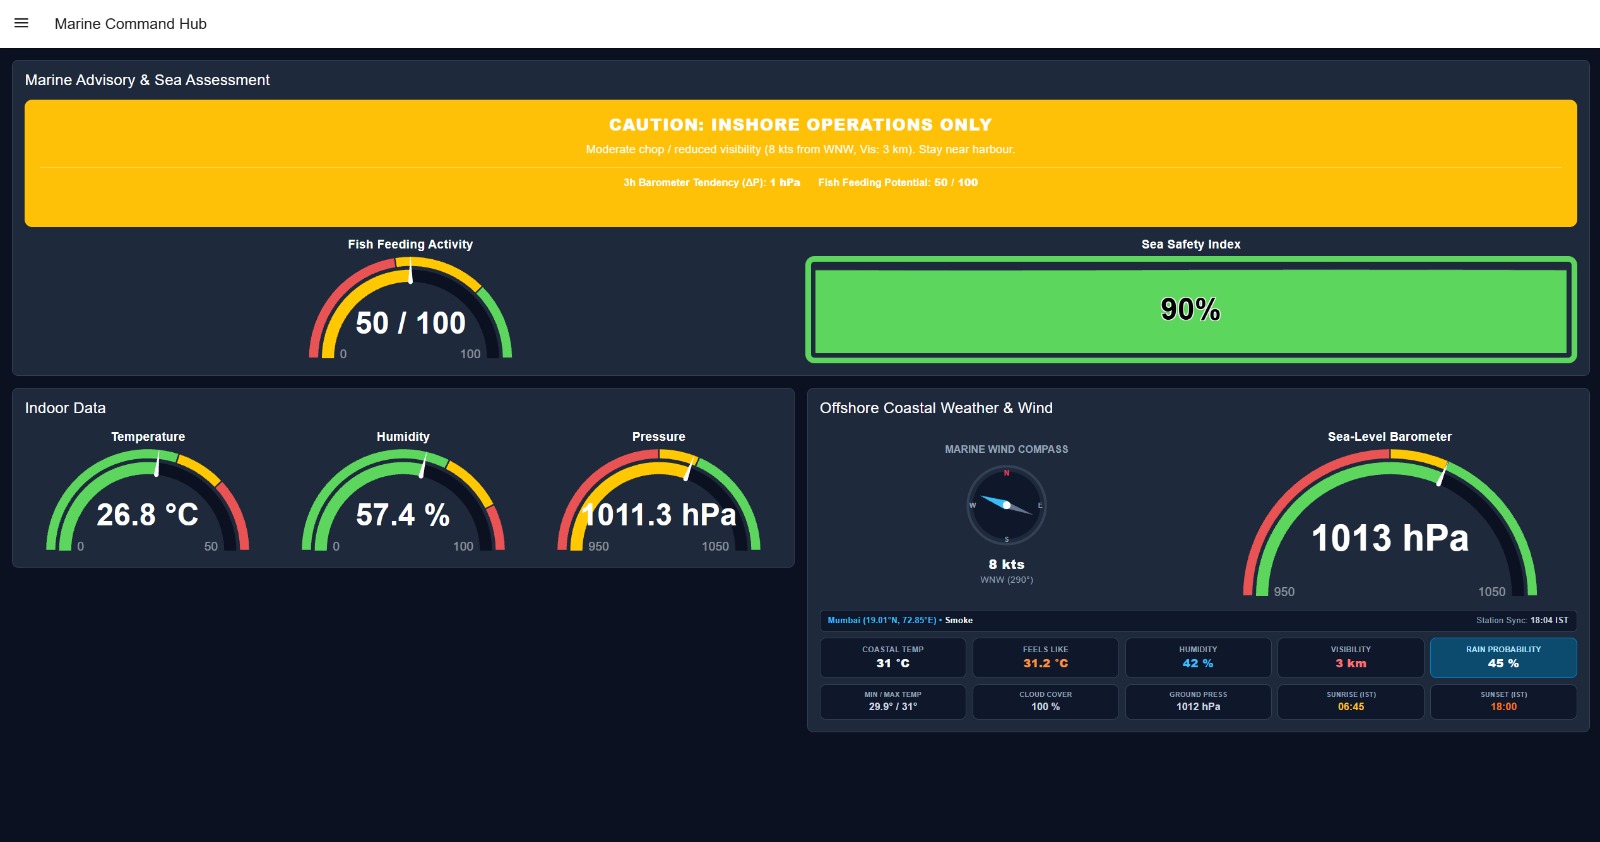 Marine Command Hub
Marine Advisory & Sea Assessment
CAUTION: INSHORE OPERATIONS ONLY
Moderate chop / reduced visibility (8 kts from WNW, Vis: 3 km). Stay near harbour.
3h Barometer Tendency (ΔP): 1 hPa Fish Feeding Potential: 50 / 100
Fish Feeding Activity
50 / 100
0 100
Sea Safety Index
90%
Indoor Data
Temperature
26.8 °C
0 50
Humidity
57.4 %
0 100
Pressure
1011.3 hPa
950 1050
Offshore Coastal Weather & Wind
MARINE WIND COMPASS
N
W E
S
8 kts
WNW (290°)
Sea-Level Barometer
1013 hPa
950 1050
Mumbai (19.01°N, 72.85°E) • Smoke
Station Sync: 18:04 IST
COASTAL TEMP
31 °C
FEELS LIKE
31.2 °C
HUMIDITY
42 %
VISIBILITY
3 km
RAIN PROBABILITY
45 %
MIN / MAX TEMP
29.9° / 31°
CLOUD COVER
100 %
GROUND PRESS
1012 hPa
SUNRISE (IST)
06:45
SUNSET (IST)
18:00